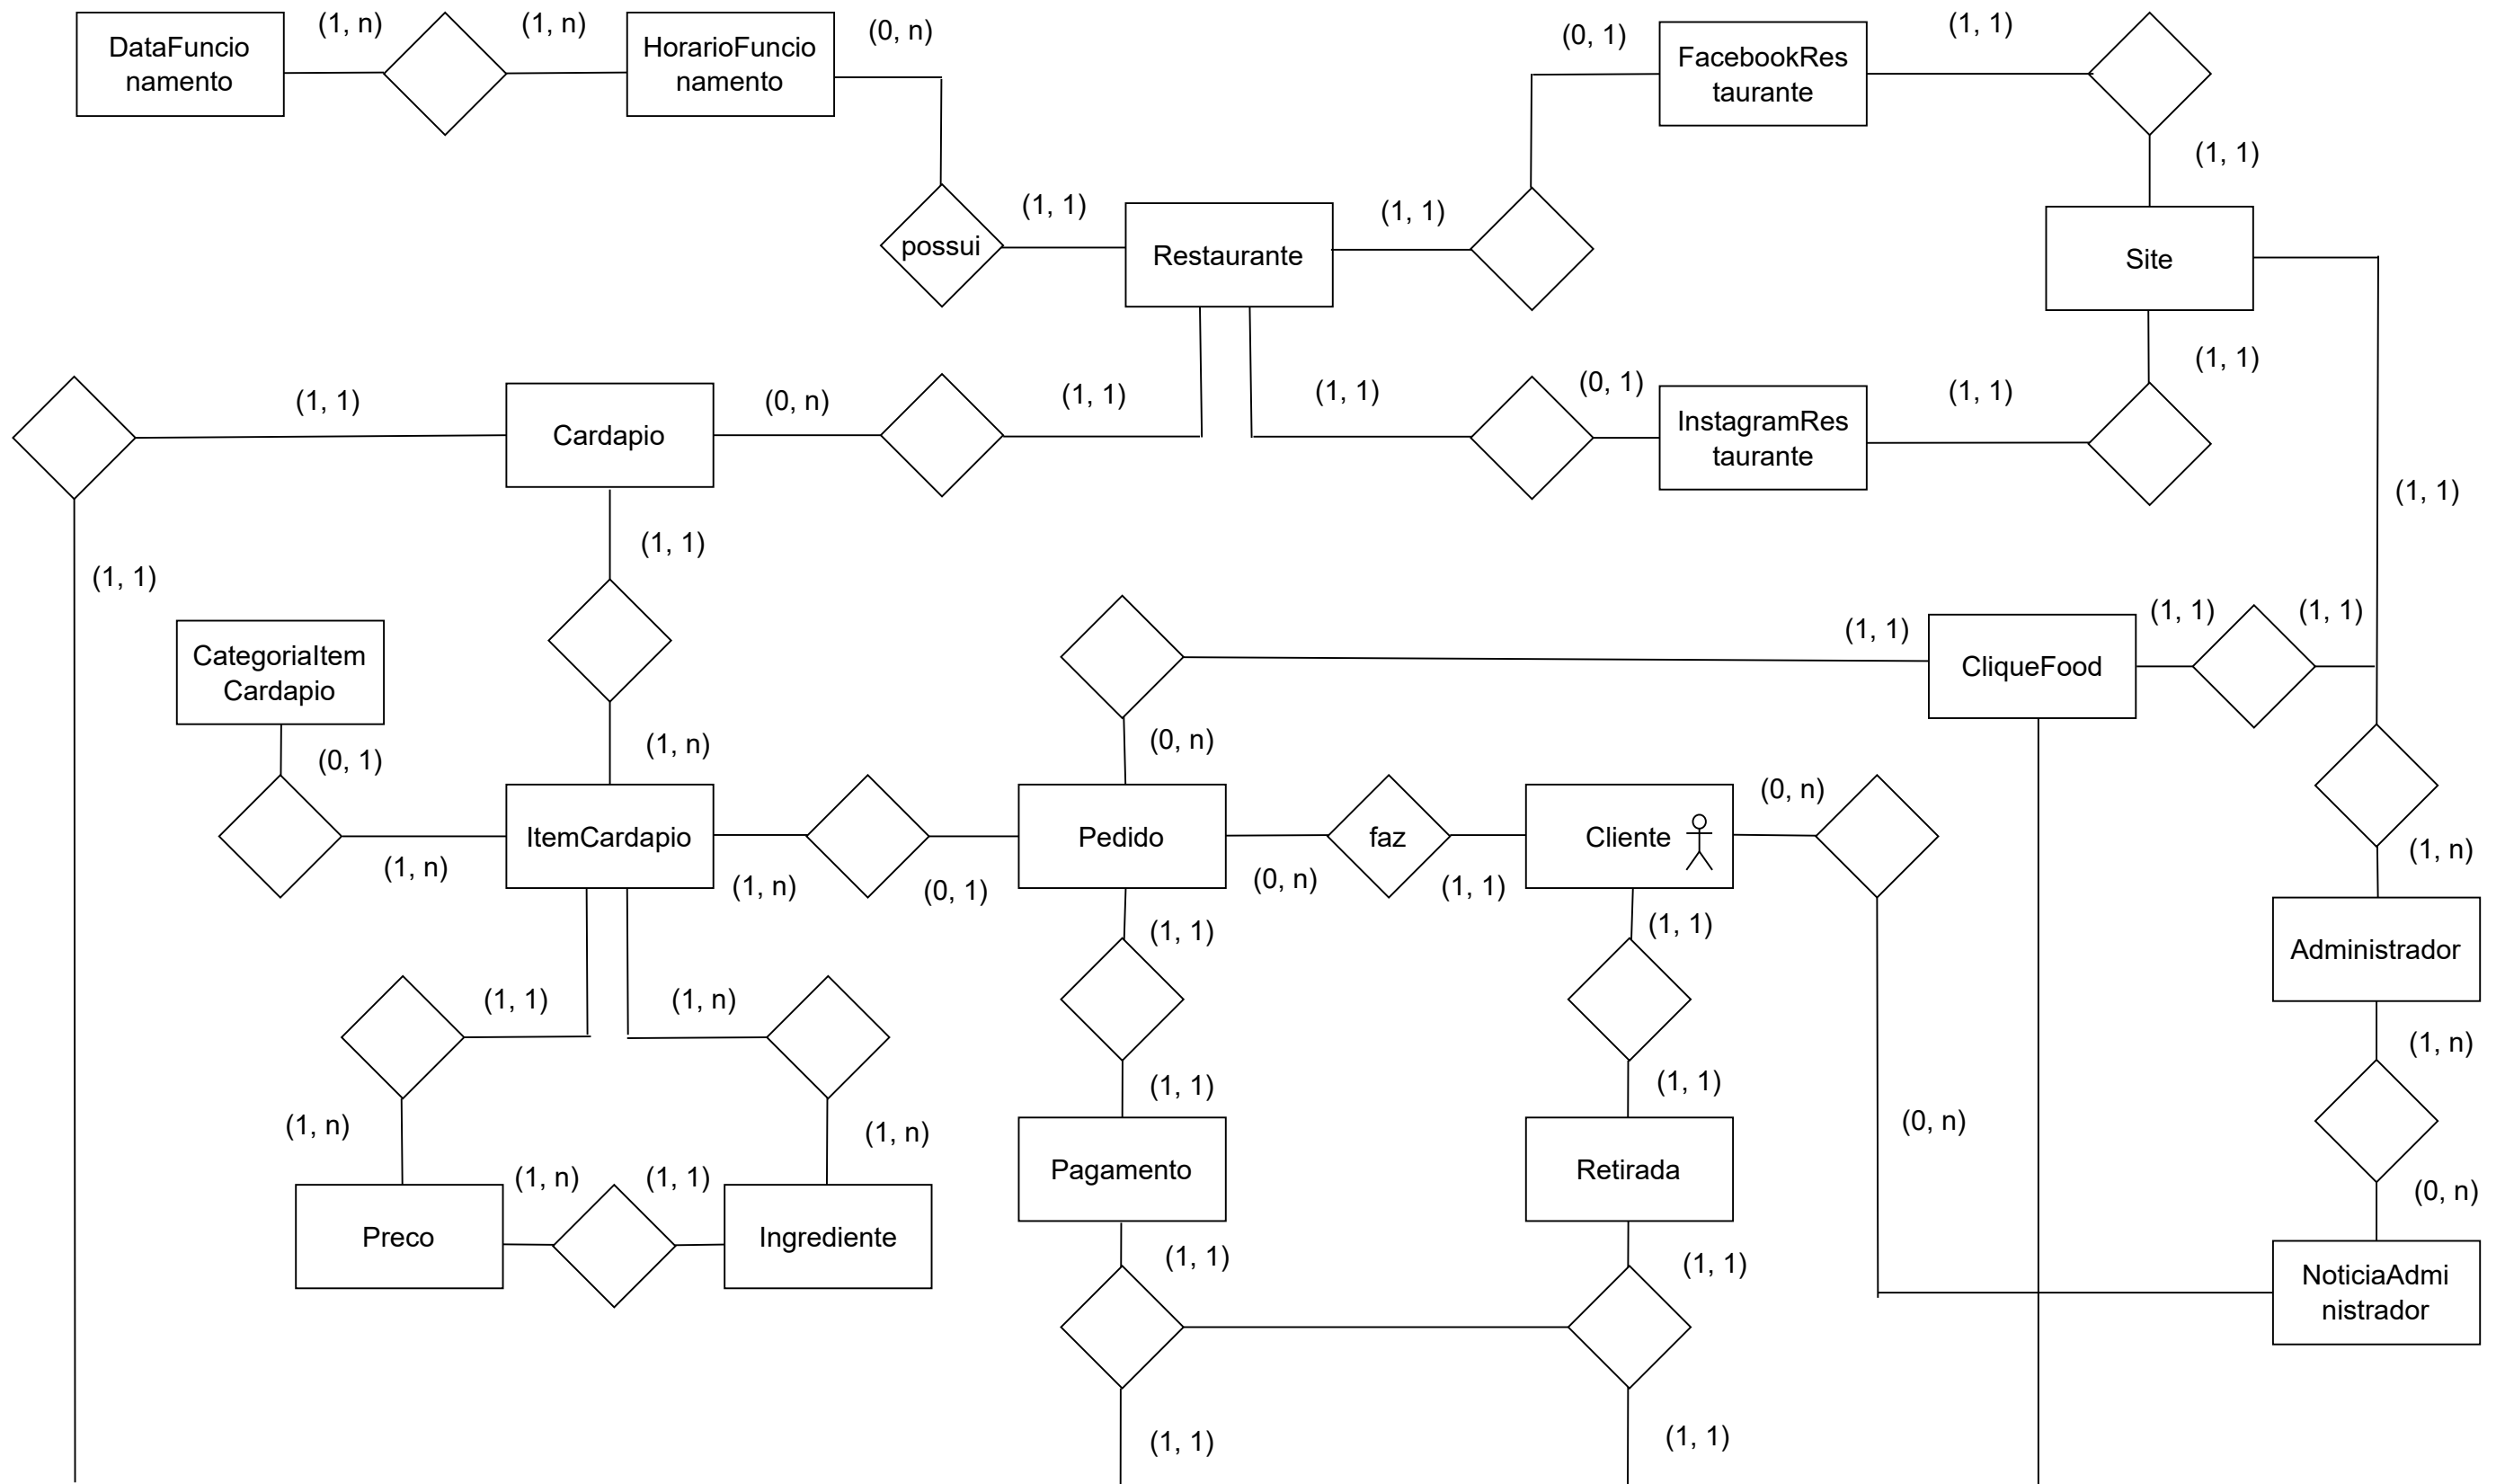 (1, n)
(1, n)
(0, n)
(0, 1)
(1, 1)
DataFuncio
namento
HorarioFuncio
namento
FacebookRes
taurante
(1, 1)
(1, 1)
(1, 1)
possui
Restaurante
Site
(1, 1)
(0, n)
(1, 1)
(1, 1)
(0, 1)
(1, 1)
(1, 1)
Cardapio
InstagramRes
taurante
(1, 1)
(1, 1)
(1, 1)
CategoriaItem
Cardapio
(1, 1)
CliqueFood
(1, 1)
(1, 1)
(0, 1)
(1, n)
(0, n)
(0, n)
ItemCardapio
Pedido
faz
Cliente
(1, n)
(1, n)
(1, n)
(0, 1)
(0, n)
(1, 1)
(1, 1)
(1, 1)
Administrador
(1, 1)
(1, n)
(1, n)
(1, 1)
(1, 1)
(1, n)
(1, n)
(0, n)
(1, n)
(1, 1)
Pagamento
Retirada
(0, n)
Preco
Ingrediente
(1, 1)
(1, 1)
NoticiaAdmi
nistrador
(1, 1)
(1, 1)